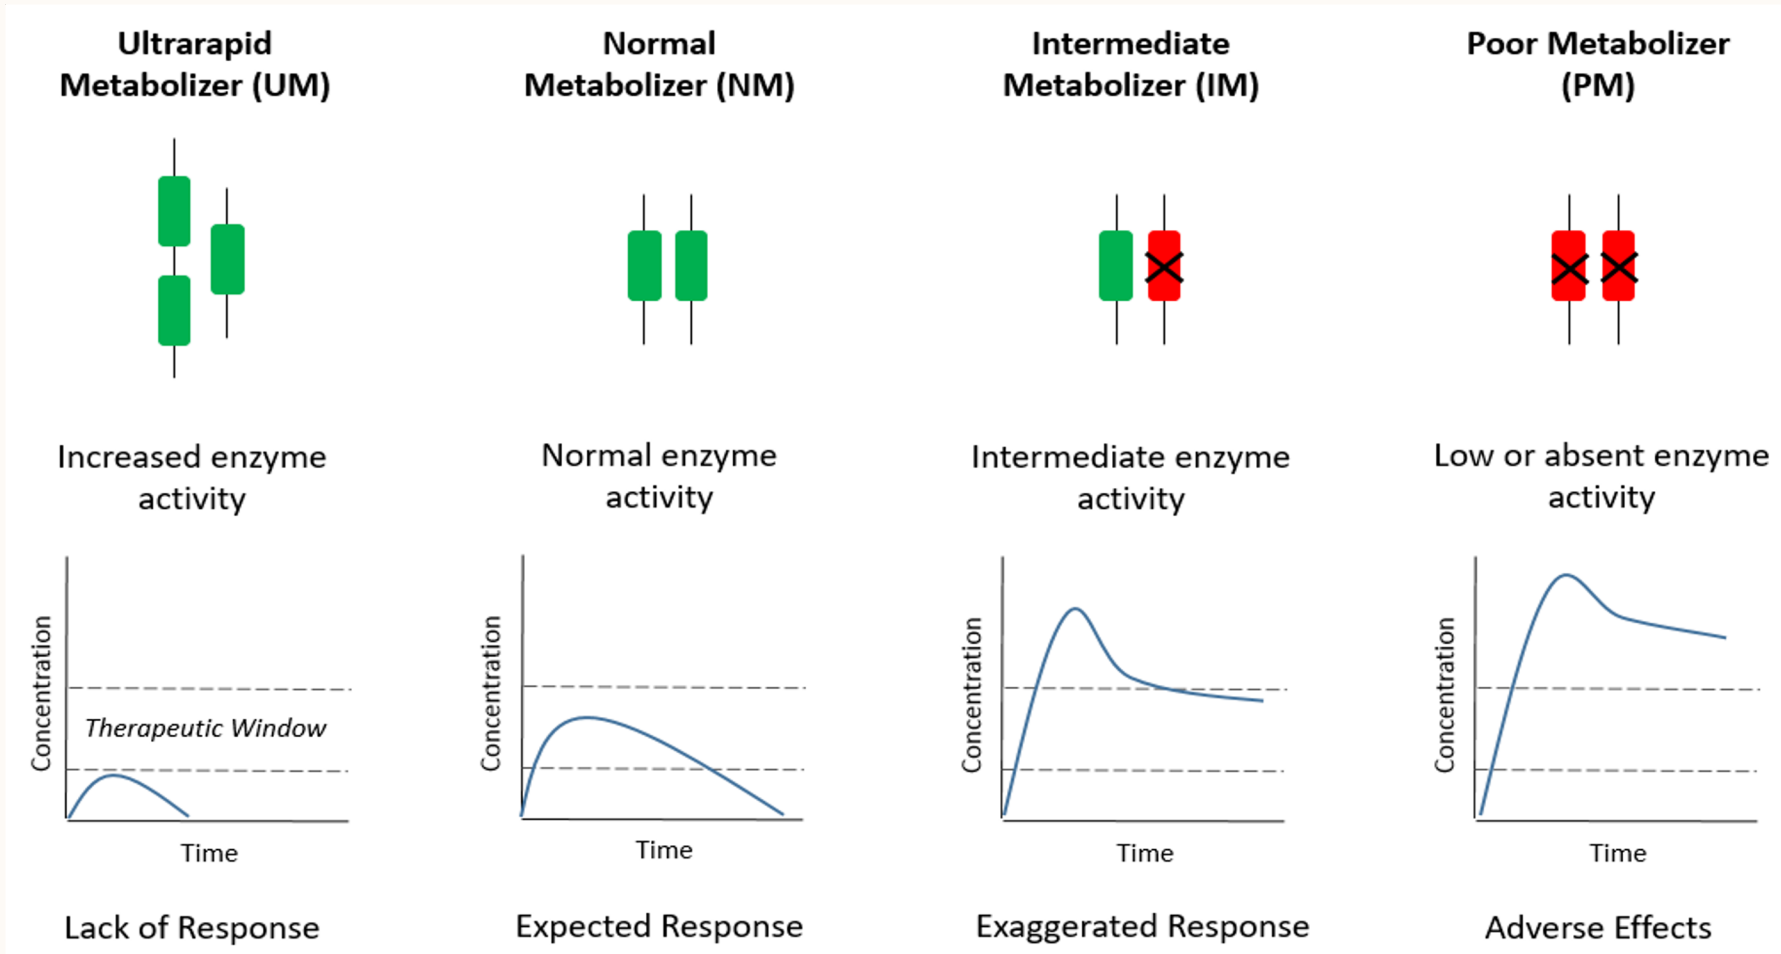 Ultrarapid
Metabolizer (UM)
Normal
Metabolizer (NM)
Intermediate
Metabolizer (IM)
Poor Metabolizer
(PM)
Increased enzyme
activity
Normal enzyme
activity
Intermediate enzyme
activity
Low or absent enzyme
activity
Concentration
Therapeutic Window
Time
Concentration
Time
Concentration
Time
Concentration
Time
Lack of Response
Expected Response
Exaggerated Response
Adverse Effects